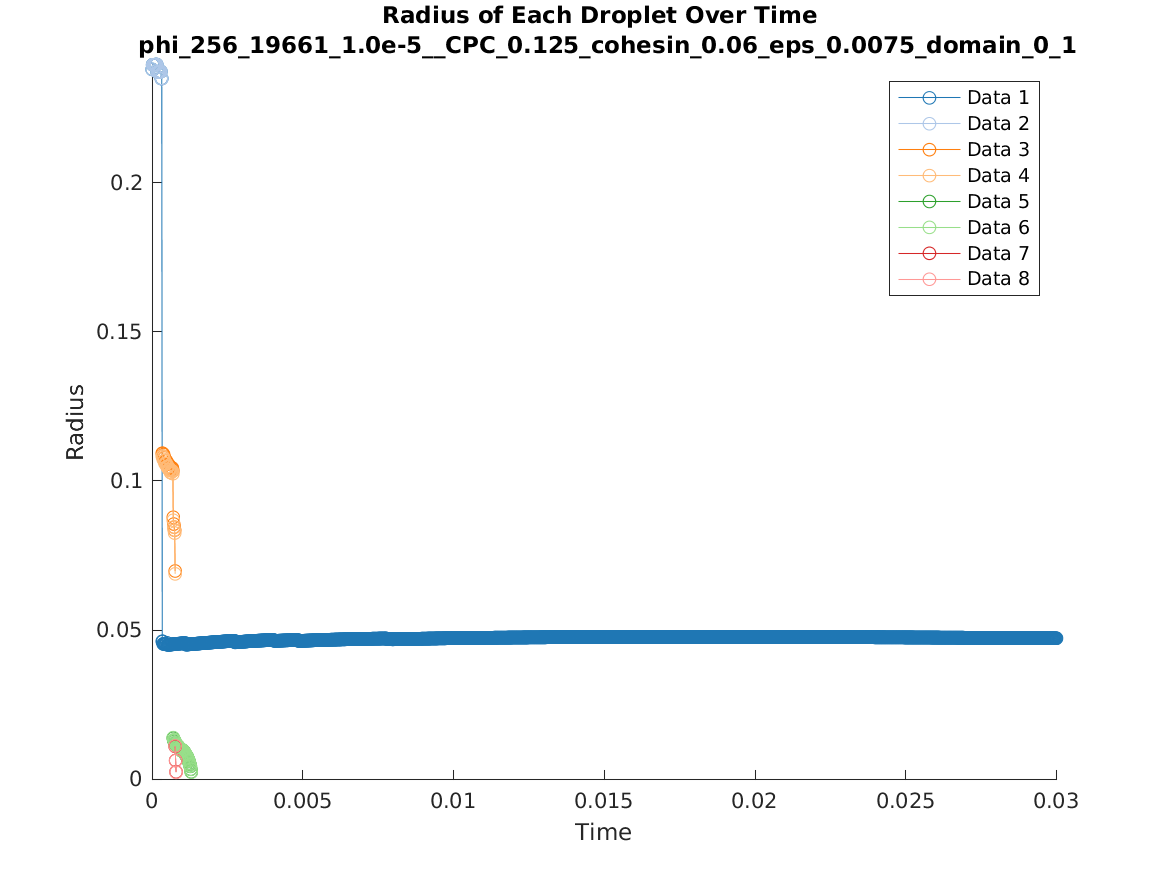 Radius of Each Droplet Over Time
phi_256_19661_1.0e-5__CPC_0.125_cohesin_0.06_eps_0.0075_domain_0_1
Data 1
Data 2
Data 3
Data 4
Data 5
Data 6
Data 7
Data 8
0.2
0.15
0.1
0.05
0
Radius
0
0.005
0.01
0.015
0.02
0.025
0.03
Time